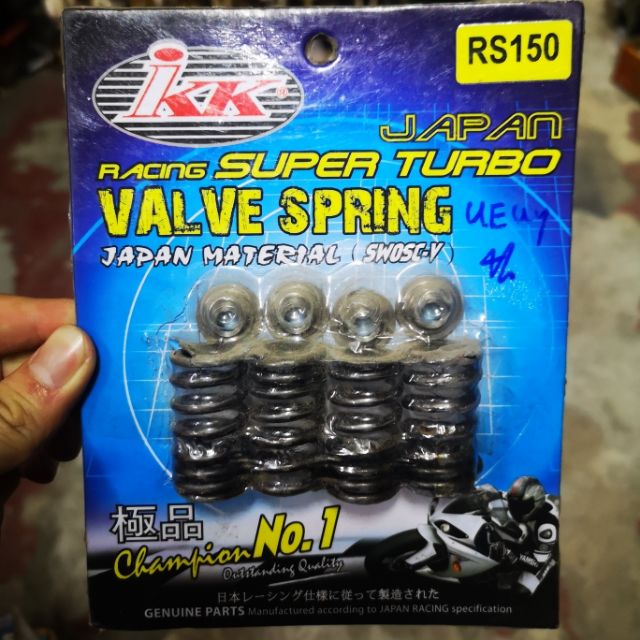 ikk®
RS150
JAPAN
RACING SUPER TURBO
VALVE SPRING
JAPAN MATERIAL (SWOSC-V)
極品
Champion No.1
Outstanding Quality
日本レーシング仕様に従って製造された
GENUINE PARTS Manufactured according to JAPAN RACING specification